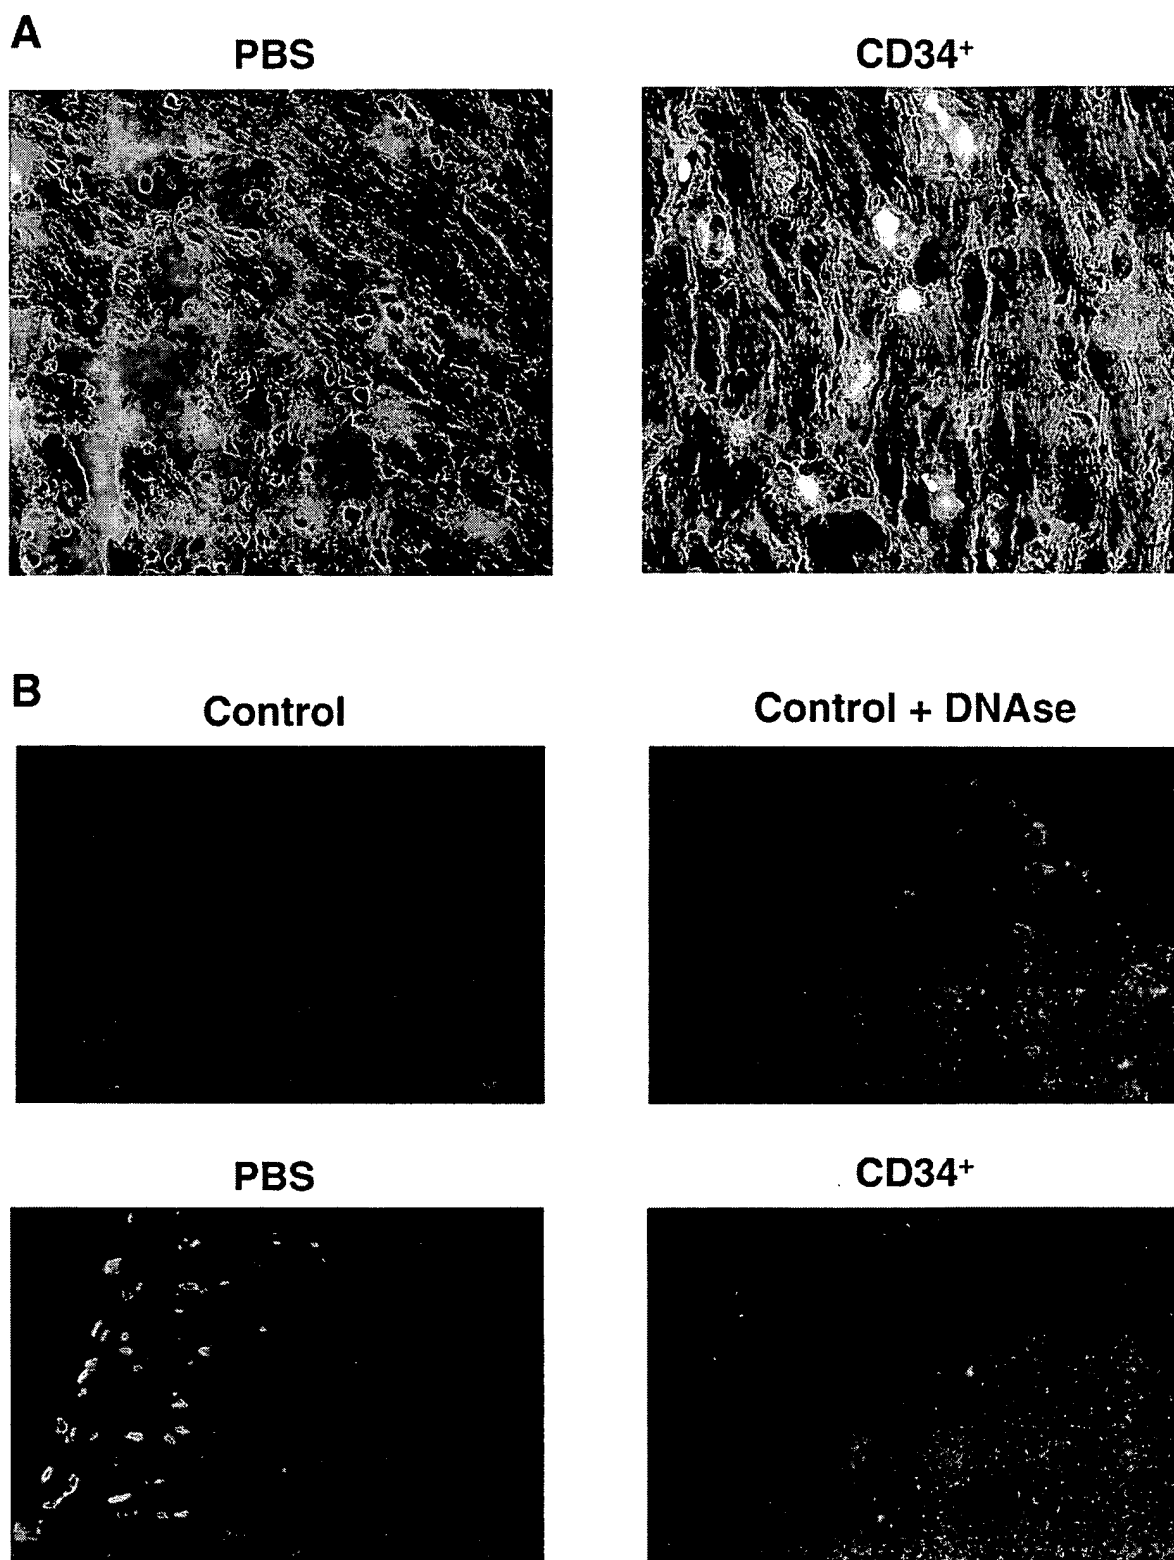 A
PBS
CD34⁺
B
Control
Control + DNAse
PBS
CD34⁺